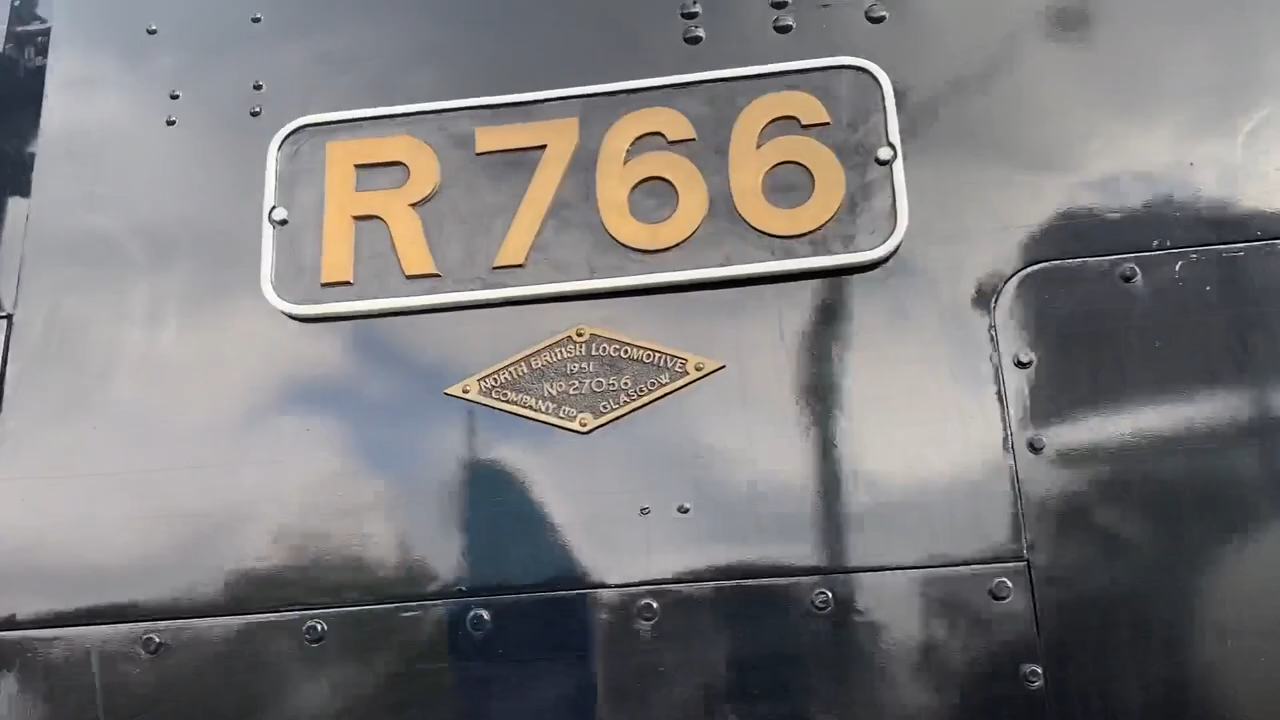 R766
NORTH BRITISH LOCOMOTIVE
1951
No 27056
COMPANY LTD GLASGOW